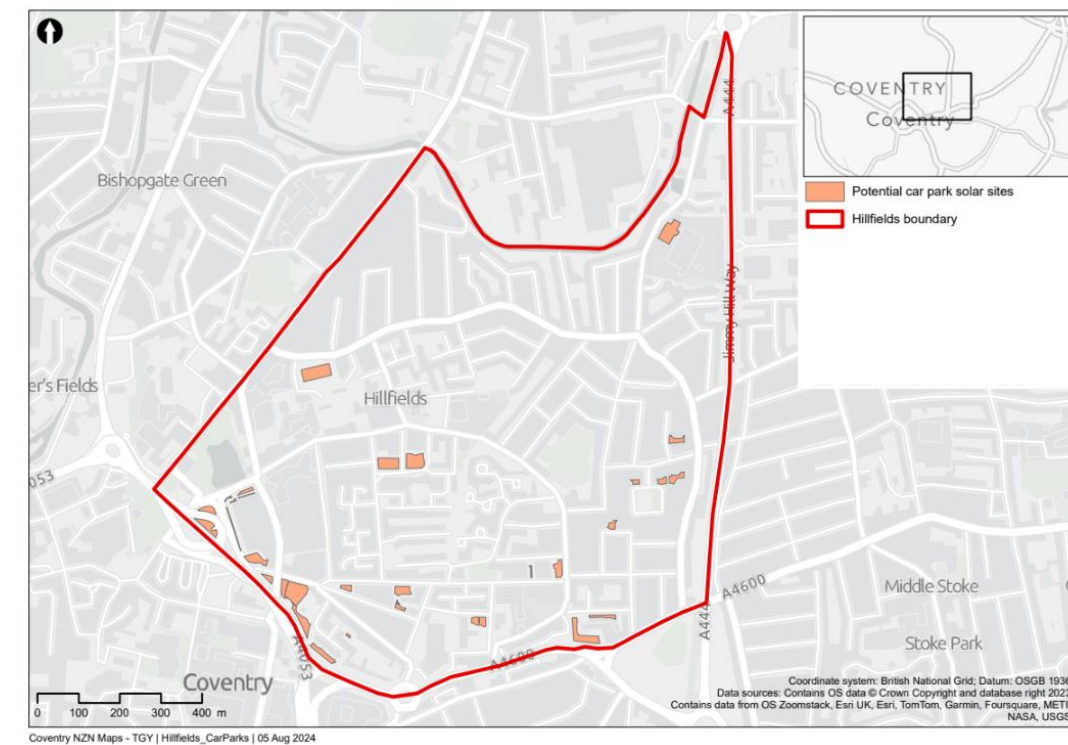 COVENTRY
Coventry
Potential car park solar sites
Hillfields boundary
A444
Bishopgate Green
Jimmy Hill Way
er's Fields
Hillfields
053
A4600
Middle Stoke
A444
Stoke Park
A4053
A4600
Coventry
0 100 200 300 400 m
Coordinate system: British National Grid; Datum: OSGB 1936
Data sources: Contains OS data © Crown Copyright and database right 2023
Contains data from OS Zoomstack, Esri UK, Esri, TomTom, Garmin, Foursquare, METI
NASA, USGS
Coventry NZN Maps - TGY | Hillfields_CarParks | 05 Aug 2024